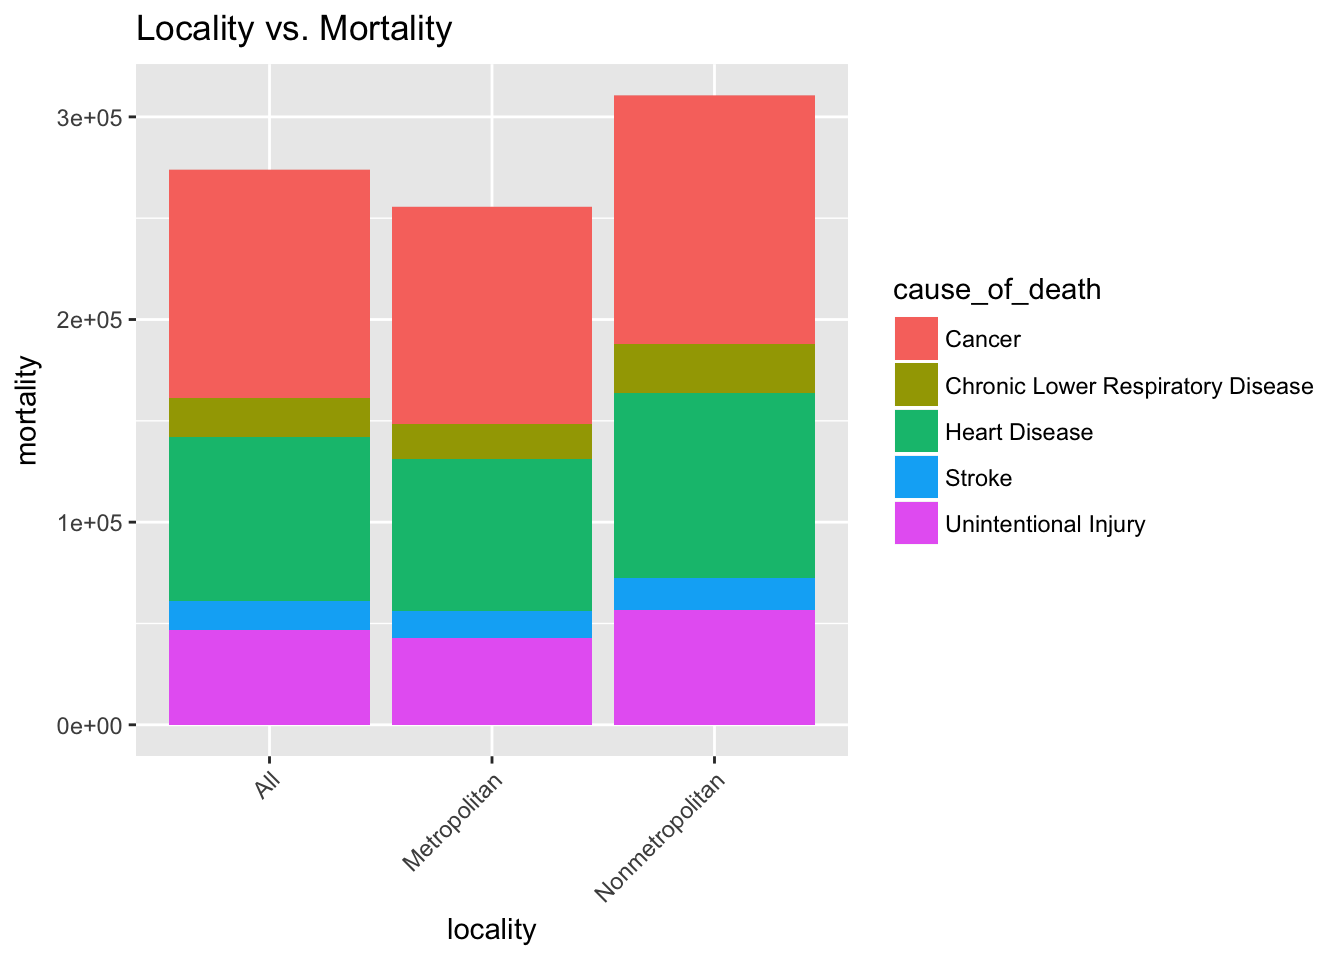 Locality vs. Mortality
3e+05
2e+05
1e+05
0e+00
mortality
All
Metropolitan
Nonmetropolitan
locality
cause_of_death
Cancer
Chronic Lower Respiratory Disease
Heart Disease
Stroke
Unintentional Injury